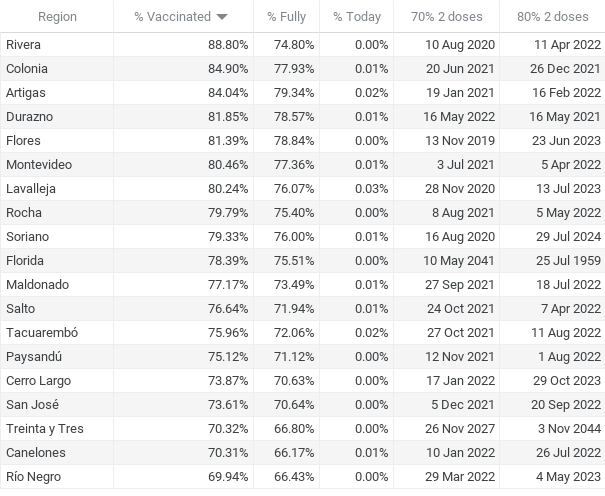 Region % Vaccinated % Fully % Today 70% 2 doses 80% 2 doses
Rivera 88.80% 74.80% 0.00% 10 Aug 2020 11 Apr 2022
Colonia 84.90% 77.93% 0.01% 20 Jun 2021 26 Dec 2021
Artigas 84.04% 79.34% 0.02% 19 Jan 2021 16 Feb 2022
Durazno 81.85% 78.57% 0.01% 16 May 2022 16 May 2021
Flores 81.39% 78.84% 0.00% 13 Nov 2019 23 Jun 2023
Montevideo 80.46% 77.36% 0.01% 3 Jul 2021 5 Apr 2022
Lavalleja 80.24% 76.07% 0.03% 28 Nov 2020 13 Jul 2023
Rocha 79.79% 75.40% 0.00% 8 Aug 2021 5 May 2022
Soriano 79.33% 76.00% 0.01% 16 Aug 2020 29 Jul 2024
Florida 78.39% 75.51% 0.00% 10 May 2041 25 Jul 1959
Maldonado 77.17% 73.49% 0.01% 27 Sep 2021 18 Jul 2022
Salto 76.64% 71.94% 0.01% 24 Oct 2021 7 Apr 2022
Tacuarembó 75.96% 72.06% 0.02% 27 Oct 2021 11 Aug 2022
Paysandú 75.12% 71.12% 0.00% 12 Nov 2021 1 Aug 2022
Cerro Largo 73.87% 70.63% 0.00% 17 Jan 2022 29 Oct 2023
San José 73.61% 70.64% 0.00% 5 Dec 2021 20 Sep 2022
Treinta y Tres 70.32% 66.80% 0.00% 26 Nov 2027 3 Nov 2044
Canelones 70.31% 66.17% 0.01% 10 Jan 2022 26 Jul 2022
Río Negro 69.94% 66.43% 0.00% 29 Mar 2022 4 May 2023